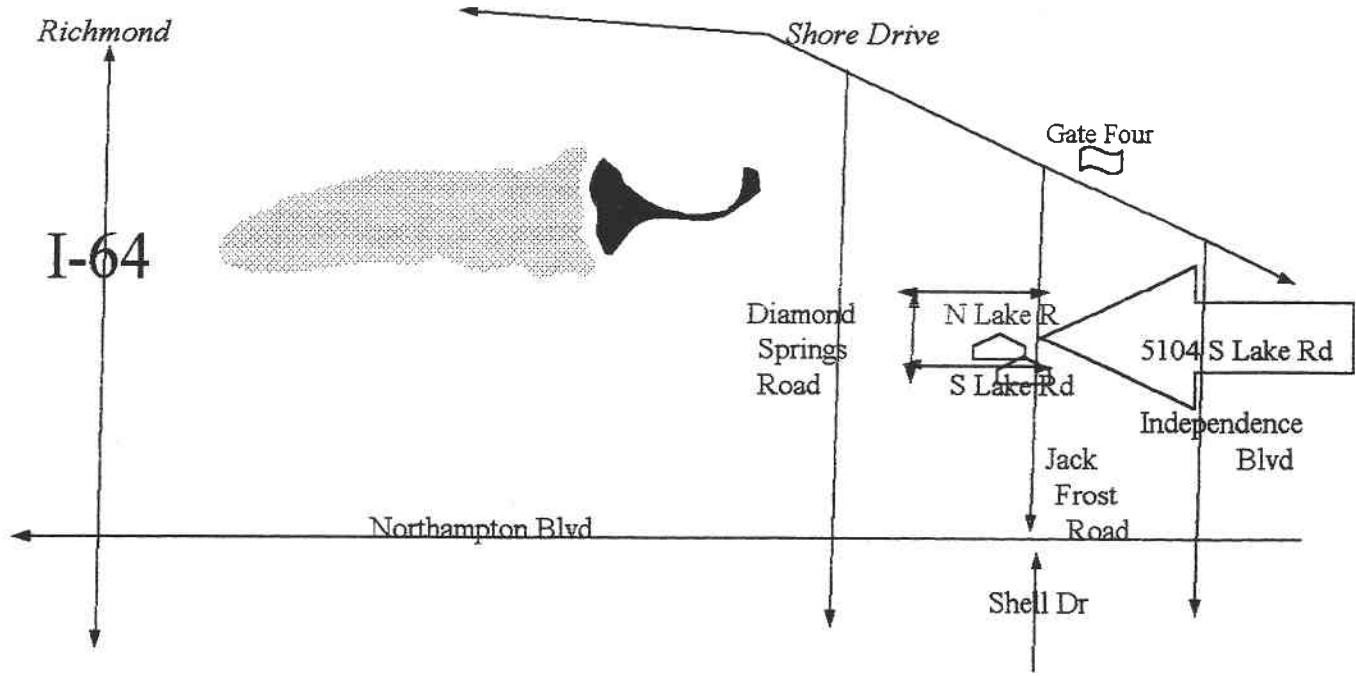 Richmond
Shore Drive
Gate Four
I-64
Diamond
Springs
Road
N Lake R
5104 S Lake Rd
S Lake Rd
Independence
Blvd
Jack
Frost
Road
Northampton Blvd
Shell Dr